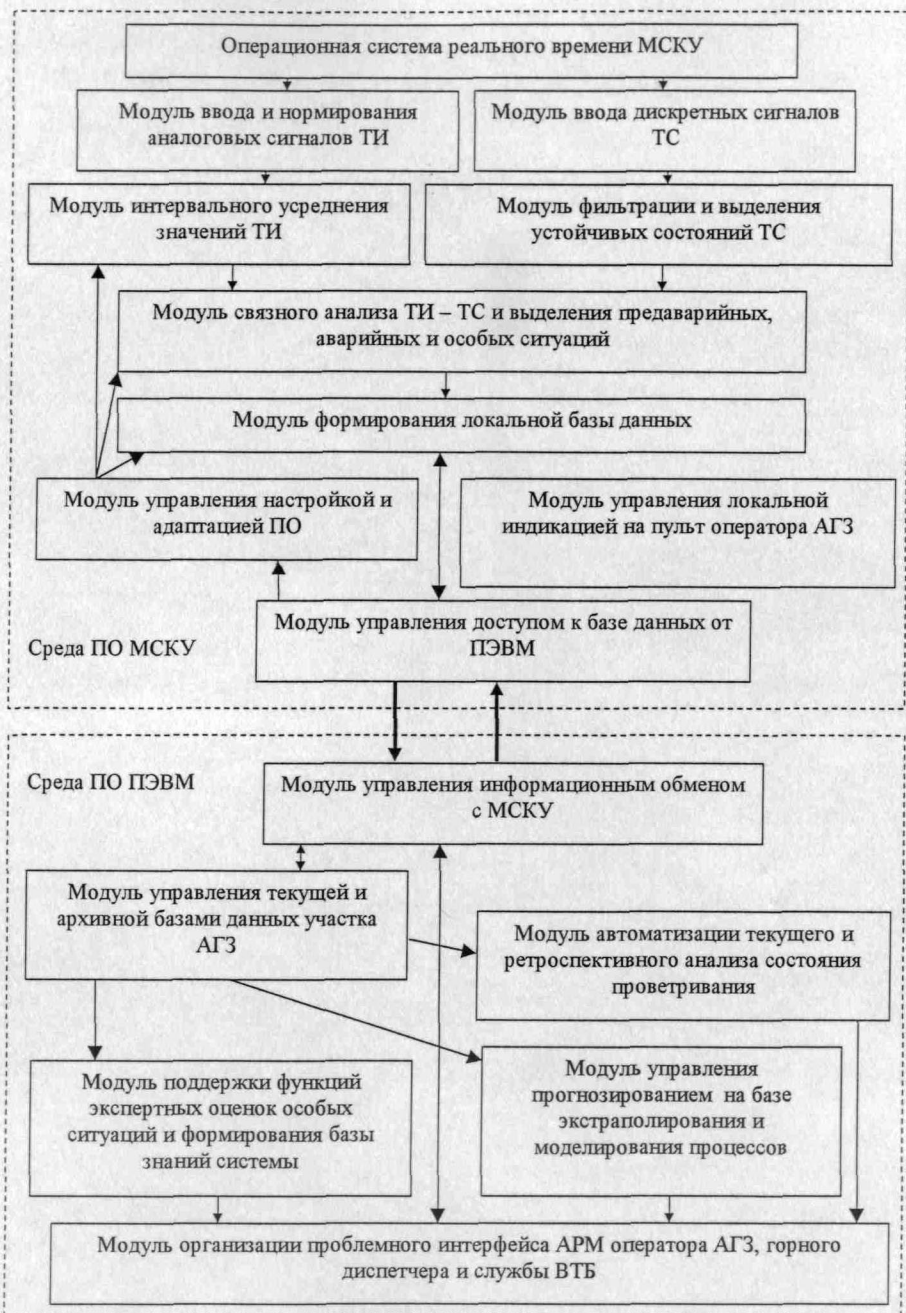 Операционная система реального времени МСКУ
Модуль ввода и нормирования
аналоговых сигналов ТИ
Модуль ввода дискретных сигналов
ТС
Модуль интервального усреднения
значений ТИ
Модуль фильтрации и выделения
устойчивых состояний ТС
Модуль связного анализа ТИ – ТС и выделения предаварийных,
аварийных и особых ситуаций
Модуль формирования локальной базы данных
Модуль управления настройкой и
адаптацией ПО
Модуль управления локальной
индикацией на пульт оператора АГЗ
Модуль управления доступом к базе данных от
ПЭВМ
Среда ПО МСКУ
Среда ПО ПЭВМ
Модуль управления информационным обменом
с МСКУ
Модуль управления текущей и
архивной базами данных участка
АГЗ
Модуль автоматизации текущего и
ретроспективного анализа состояния
проветривания
Модуль поддержки функций
экспертных оценок особых
ситуаций и формирования базы
знаний системы
Модуль управления
прогнозированием на базе
экстраполирования и
моделирования процессов
Модуль организации проблемного интерфейса АРМ оператора АГЗ, горного
диспетчера и службы ВТБ